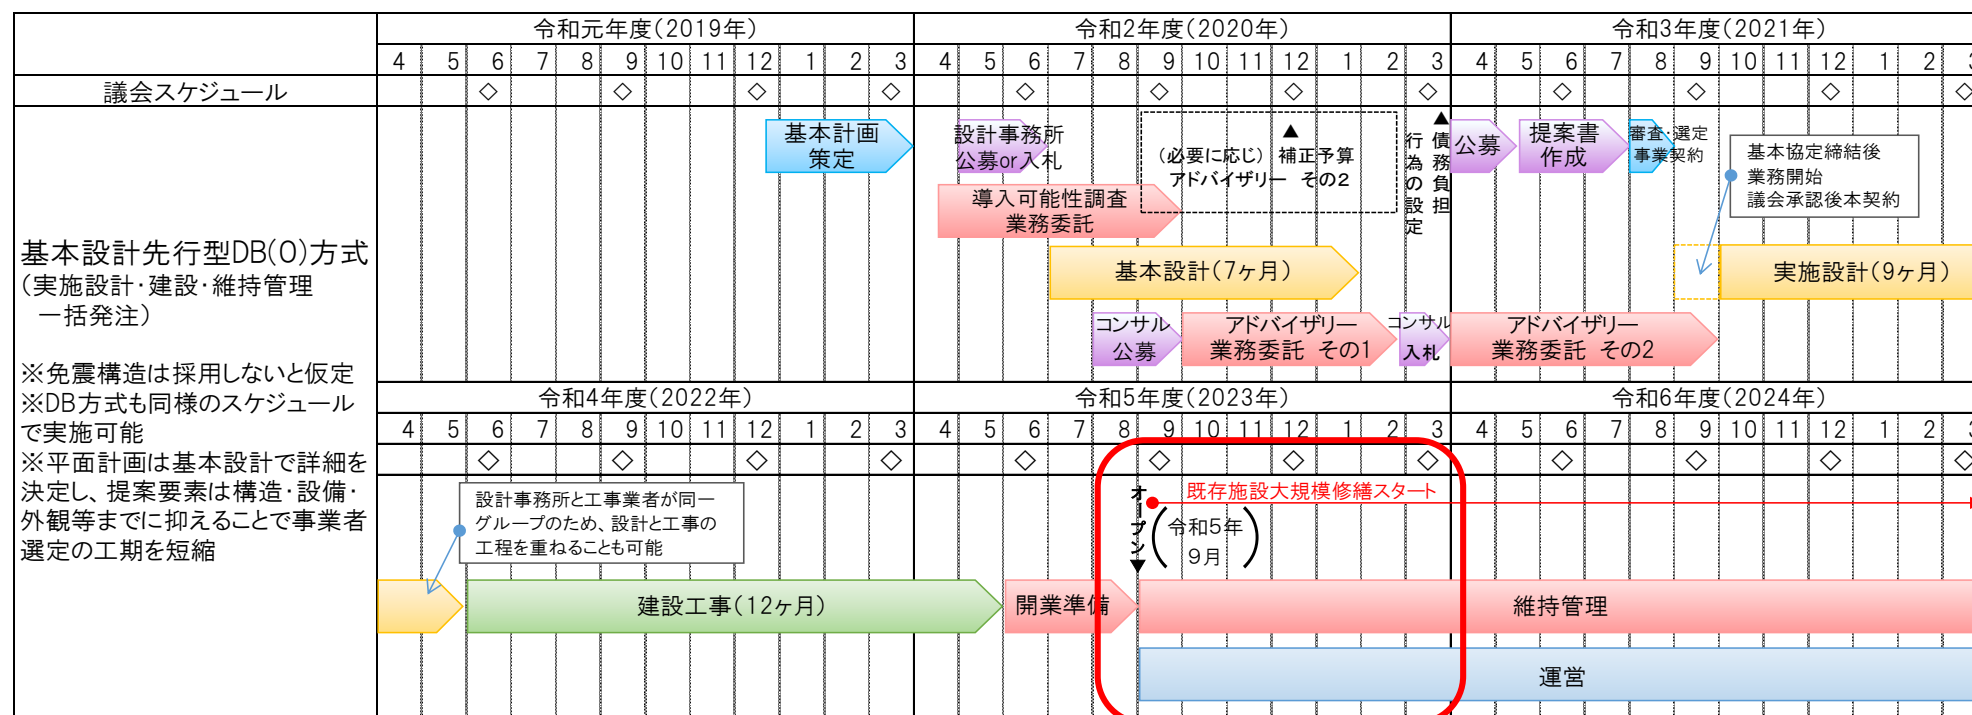 令和元年度(2019年) 令和2年度(2020年) 令和3年度(2021年)
4 5 6 7 8 9 10 11 12 1 2 3 4 5 6 7 8 9 10 11 12 1 2 3 4 5 6 7 8 9 10 11 12 1 2 3
議会スケジュール ◇ ◇ ◇ ◇ ◇ ◇ ◇ ◇ ◇ ◇ ◇ ◇
基本設計先行型DB(O)方式
(実施設計・建設・維持管理
一括発注)
※免震構造は採用しないと仮定
※DB方式も同様のスケジュール
で実施可能
※平面計画は基本設計で詳細を
決定し、提案要素は構造・設備・
外観等までに抑えることで事業者
選定の工期を短縮
基本計画
策定
設計事務所
公募or入札
導入可能性調査
業務委託
▲
(必要に応じ) 補正予算
アドバイザリー その2
▲
債務負担
行為の設定
公募
提案書
作成
審査・選定
事業契約
基本協定締結後
業務開始
議会承認後本契約
基本設計(7ヶ月)
実施設計(9ヶ月)
コンサル
公募
アドバイザリー
業務委託 その1
コンサル
入札
アドバイザリー
業務委託 その2
令和4年度(2022年) 令和5年度(2023年) 令和6年度(2024年)
4 5 6 7 8 9 10 11 12 1 2 3 4 5 6 7 8 9 10 11 12 1 2 3 4 5 6 7 8 9 10 11 12 1 2 3
◇ ◇ ◇ ◇ ◇ ◇ ◇ ◇ ◇ ◇ ◇ ◇
設計事務所と工事業者が同一
グループのため、設計と工事の
工程を重ねることも可能
オープン▼
(令和5年
9月)
既存施設大規模修繕スタート
建設工事(12ヶ月)
開業準備
維持管理
運営